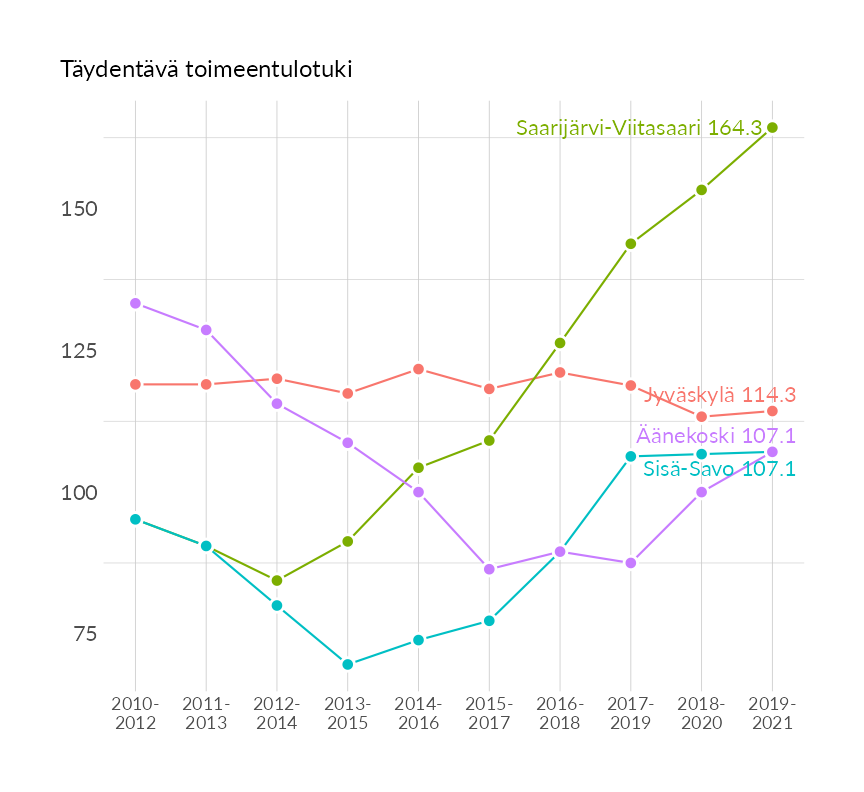 Täydentävä toimeentulotuki
Saarijärvi-Viitasaari 164.3
150
125
Jyväskylä 114.3
Äänekoski 107.1
Sisä-Savo 107.1
100
75
2010- 2011- 2012- 2013- 2014- 2015- 2016- 2017- 2018- 2019-
2012 2013 2014 2015 2016 2017 2018 2019 2020 2021